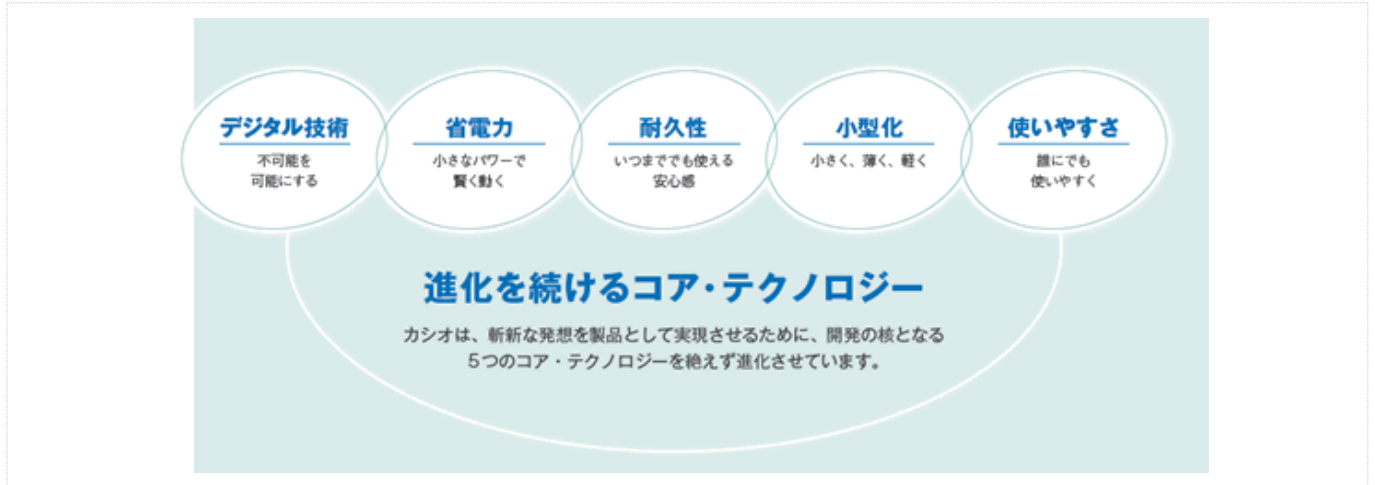 デジタル技術
不可能を
可能にする
省電力
小さなパワーで
賢く動く
耐久性
いつまででも使える
安心感
小型化
小さく、薄く、軽く
使いやすさ
誰にでも
使いやすく
進化を続けるコア・テクノロジー
カシオは、斬新な発想を製品として実現させるために、開発の核となる
５つのコア・テクノロジーを絶えず進化させています。